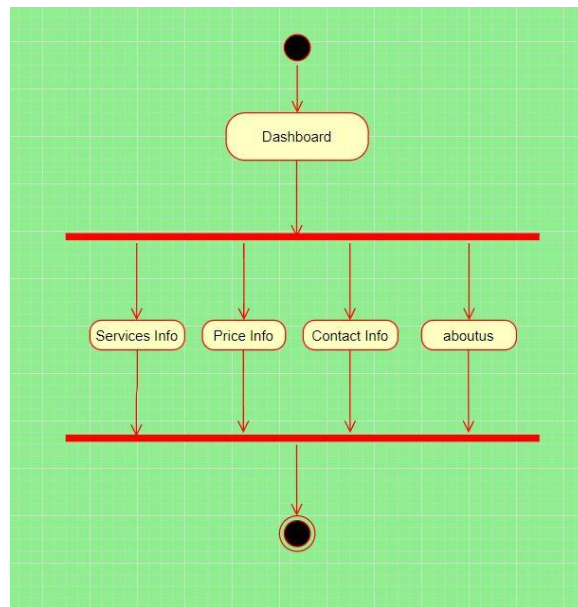 Dashboard
Services Info
Price Info
Contact Info
aboutus